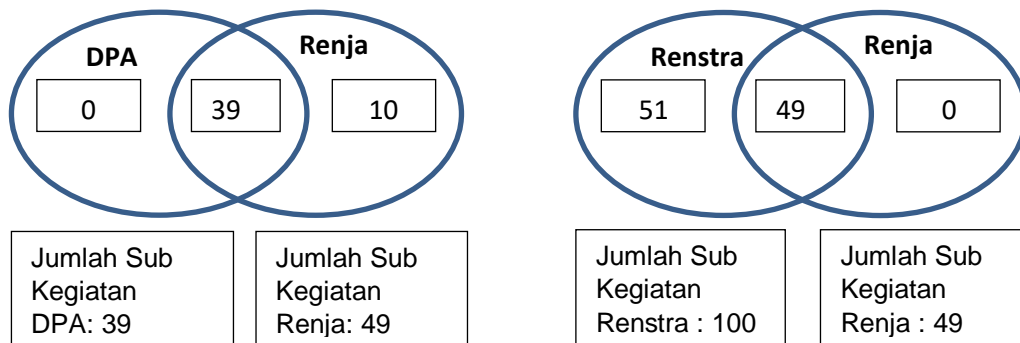 DPA
Renja
0
39
10
Jumlah Sub
Kegiatan
DPA: 39
Jumlah Sub
Kegiatan
Renja: 49
Renstra
Renja
51
49
0
Jumlah Sub
Kegiatan
Renstra : 100
Jumlah Sub
Kegiatan
Renja : 49